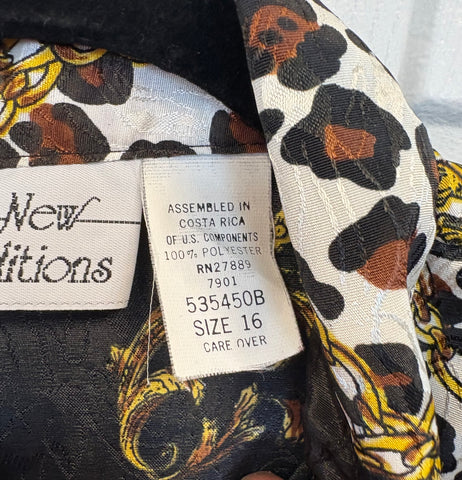 New
ditions
ASSEMBLED IN
COSTA RICA
OF U.S. COMPONENTS
100% POLYESTER
RN27889
7901
535450B
SIZE 16
CARE OVER